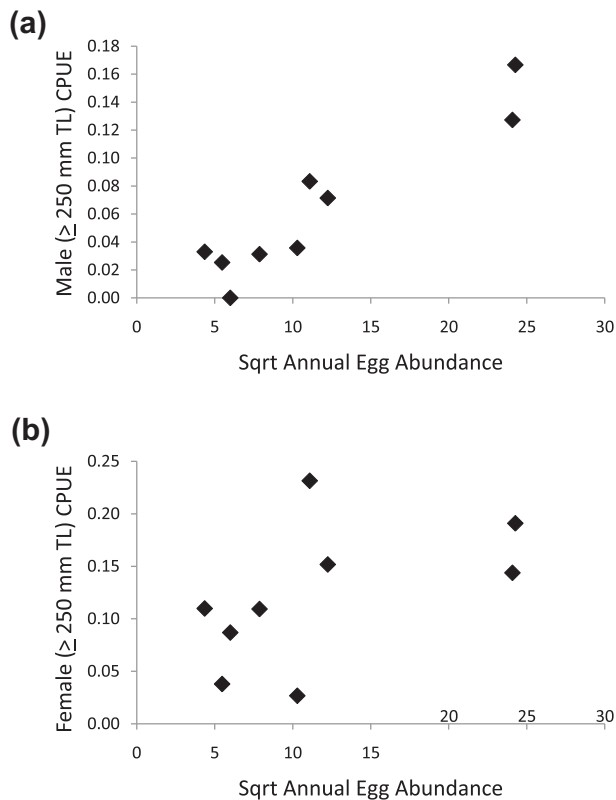 (a)
Male (≥ 250 mm TL) CPUE
0.18
0.16
0.14
0.12
0.10
0.08
0.06
0.04
0.02
0.00
0 5 10 15 20 25 30
Sqrt Annual Egg Abundance
(b)
Female (≥ 250 mm TL) CPUE
0.25
0.20
0.15
0.10
0.05
0.00
20 25 30
0 5 10 15
Sqrt Annual Egg Abundance